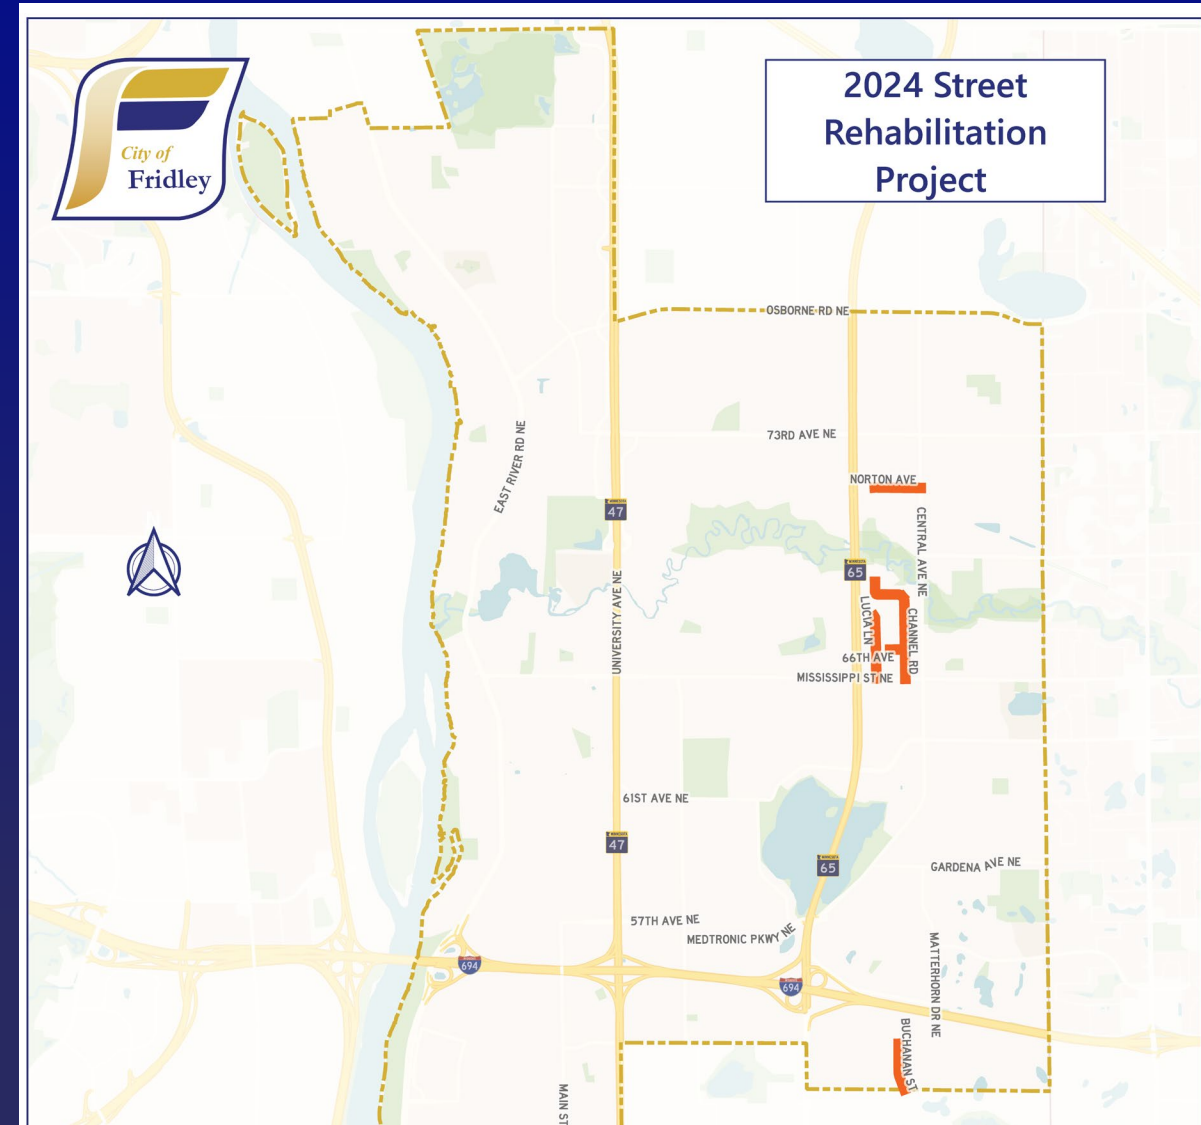 2024 Street
Rehabilitation
Project
City of
Fridley
OSBORNE RD NE
EAST RIVER RD NE
73RD AVE NE
NORTON AVE
47
CENTRAL AVE NE
65
UNIVERSITY AVE NE
LUCIA LN
CHANNEL RD
66TH AVE
MISSISSIPPI ST NE
61ST AVE NE
47
65
GARDENA AVE NE
57TH AVE NE
MEDTRONIC PKWY NE
MATTERHORN DR NE
694
694
BUCHANAN ST
MAIN ST